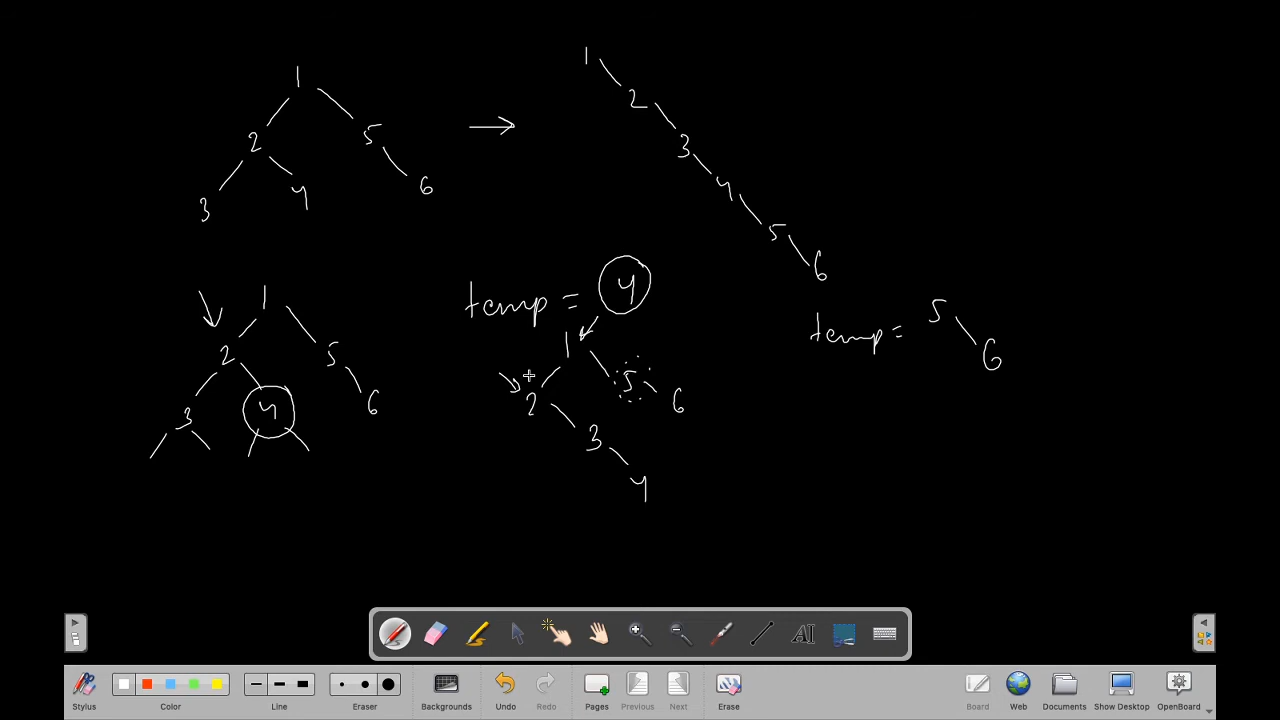 1
1
2
2
5
3
3
4
6
4
5
6
temp = 4
1
temp = 5
6
1
2
5
2
5
6
3
4
6
3
4
AI
Stylus
Color
Line
Eraser
Backgrounds
Undo
Redo
Pages
Previous
Next
Erase
Board
Web
Documents
Show Desktop
OpenBoard